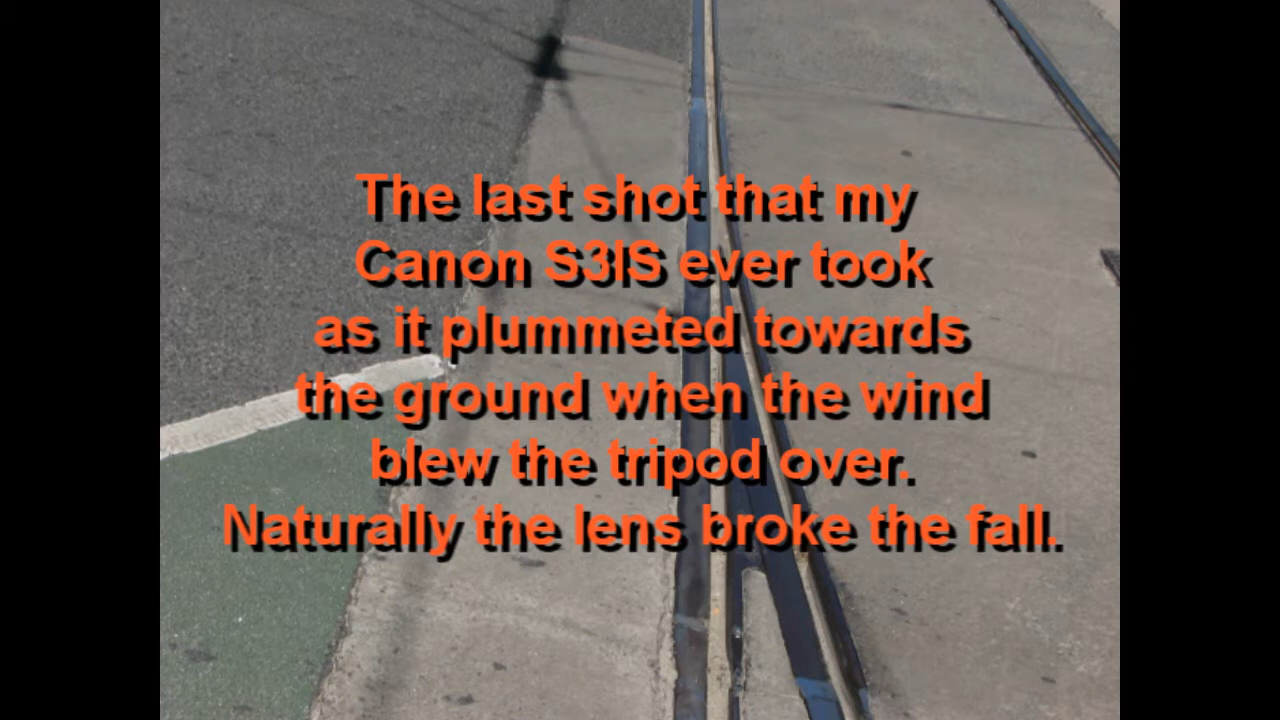 The last shot that my
Canon S3IS ever took
as it plummeted towards
the ground when the wind
blew the tripod over.
Naturally the lens broke the fall.